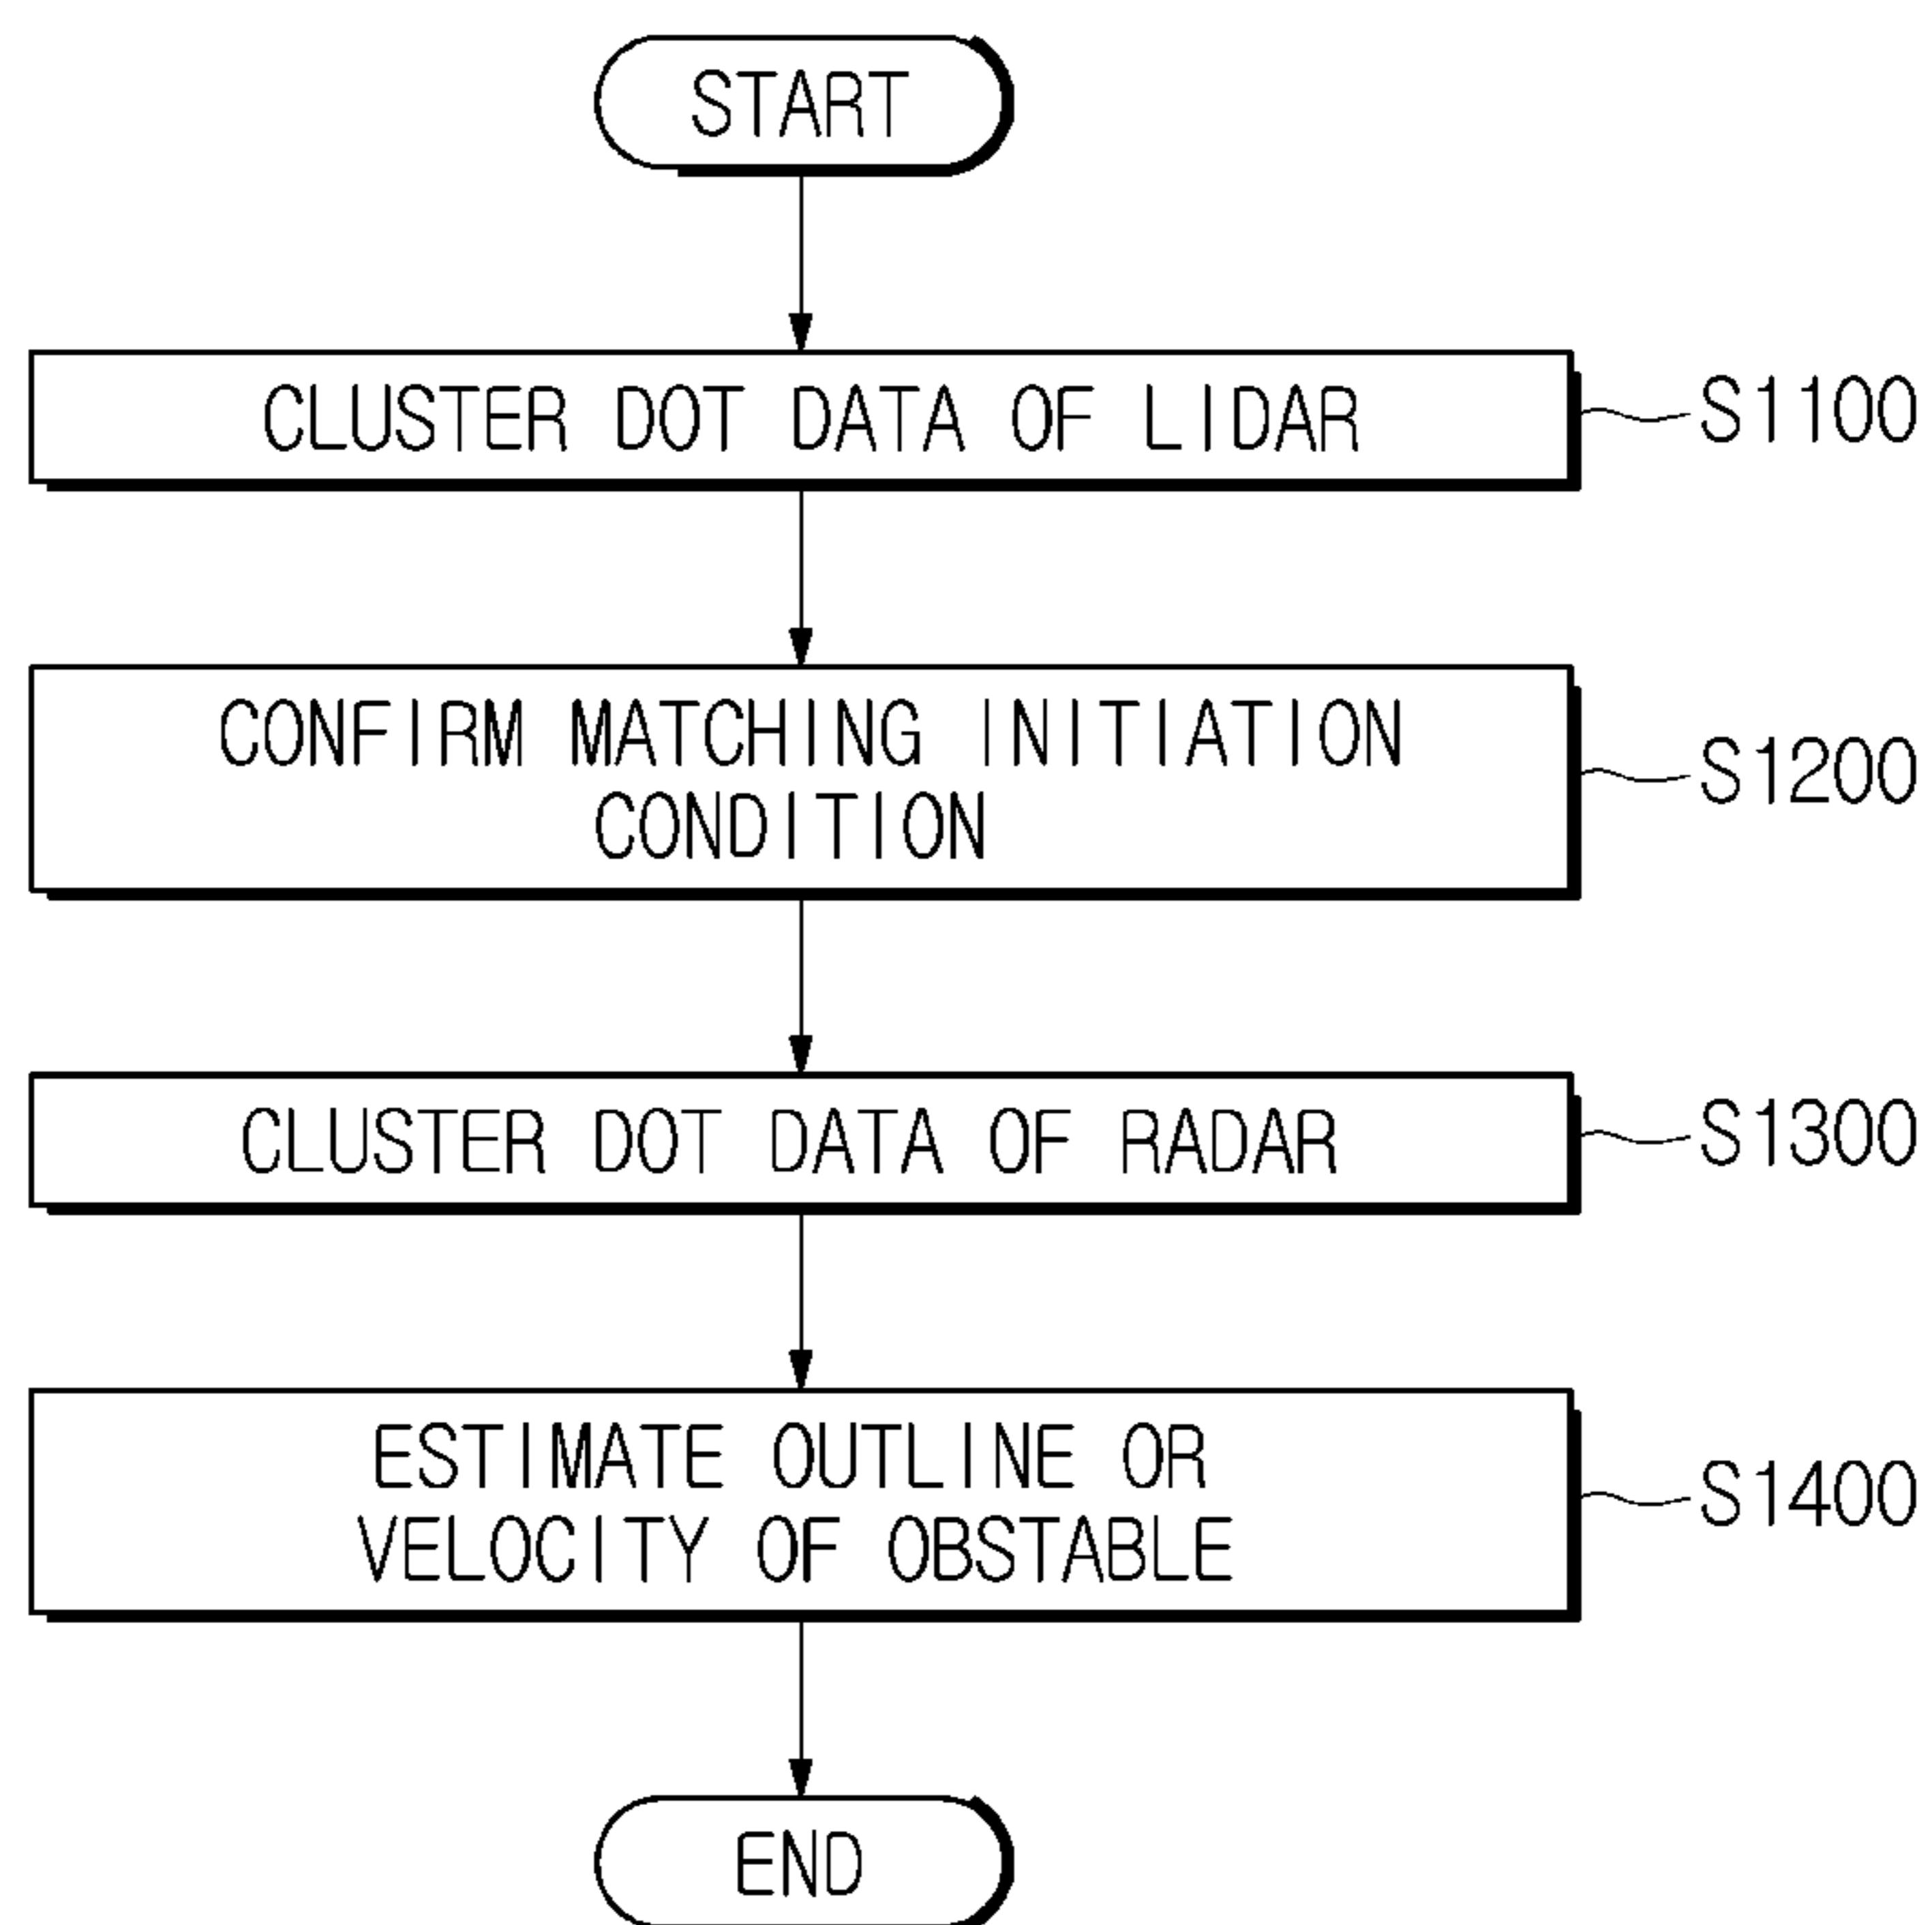 START
CLUSTER DOT DATA OF LIDAR
S1100
CONFIRM MATCHING INITIATION
CONDITION
S1200
CLUSTER DOT DATA OF RADAR
S1300
ESTIMATE OUTLINE OR
VELOCITY OF OBSTABLE
S1400
END